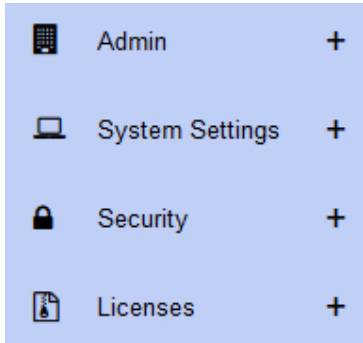 Admin +
System Settings +
Security +
Licenses +